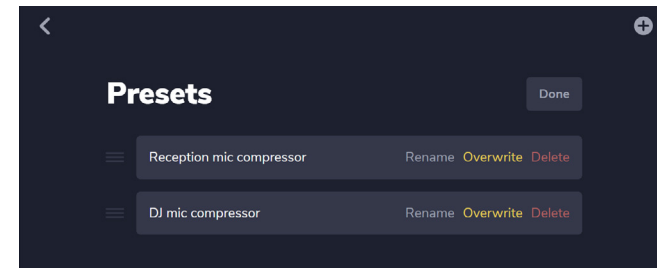 Presets
Done
Reception mic compressor Rename Overwrite Delete
DJ mic compressor Rename Overwrite Delete